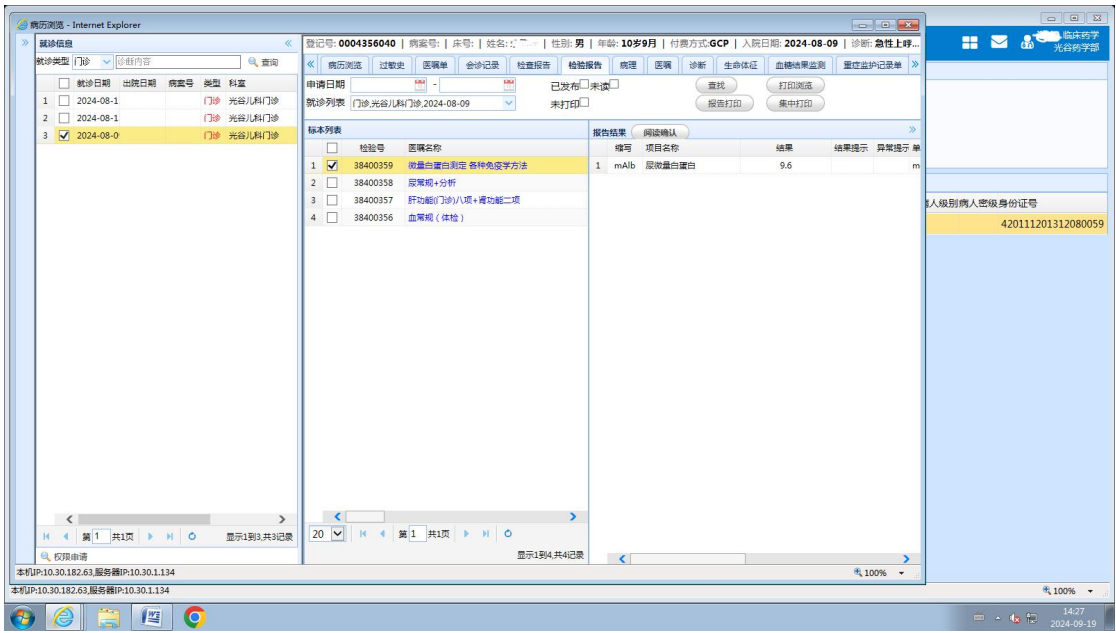 病历浏览 - Internet Explorer
临床药学
光谷药学部
就诊信息
登记号: 0004356040 | 病案号: | 床号: | 姓名: | 性别: 男 | 年龄: 10岁9月 | 付费方式:GCP | 入院日期: 2024-08-09 | 诊断: 急性上呼...
就诊类型 门诊 诊断内容 查询
病历浏览 过敏史 医嘱单 会诊记录 检查报告 检验报告 病理 医嘱 诊断 生命体征 血糖结果监测 重症监护记录单
就诊日期 出院日期 病案号 类型 科室
1 2024-08-1 门诊 光谷儿科门诊
2 2024-08-1 门诊 光谷儿科门诊
3 2024-08-0 门诊 光谷儿科门诊
申请日期 - 已发布 未读 查找 打印浏览
就诊列表 门诊,光谷儿科门诊,2024-08-09 未打印 报告打印 集中打印
标本列表
检验号 医嘱名称
1 38400359 微量白蛋白测定 各种免疫学方法
2 38400358 尿常规+分析
3 38400357 肝功能(门诊)八项+肾功能二项
4 38400356 血常规（体检）
报告结果 阅读确认
缩写 项目名称 结果 结果提示 异常提示 单
1 mAlb 尿微量白蛋白 9.6 m
人级别 病人密级 身份证号
420111201312080059
第 1 共1页 显示1到3,共3记录
20 第 1 共1页
显示1到4,共4记录
权限申请
本机IP:10.30.182.63,服务器IP:10.30.1.134
100%
本机IP:10.30.182.63,服务器IP:10.30.1.134
100%
14:27
2024-09-19